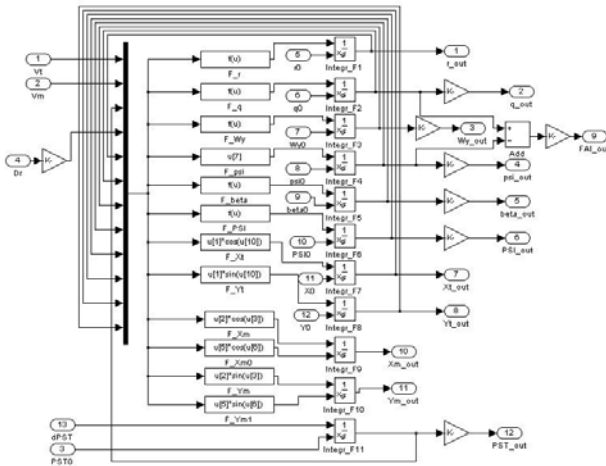 1
Vt
2
Vm
4
Dr
K-
f(u)
F_r
f(u)
F_q
f(u)
F_Wy
u[7]
F_psi
f(u)
F_beta
f(u)
F_PSI
u[1]*cos(u[10])
F_Xt
u[1]*sin(u[10])
F_Yt
u[2]*cos(u[3])
F_Xm
u[5]*cos(u[6])
F_Xm0
u[2]*sin(u[3])
F_Ym
u[5]*sin(u[6])
F_Ym1
13
dPST
3
PST0
5
r0
6
q0
7
Wy0
8
psi0
9
beta0
10
PSI0
11
X0
12
Y0
1
Integr_F1
1
Integr_F2
1
Integr_F3
1
Integr_F4
1
Integr_F5
1
Integr_F6
1
Integr_F7
1
Integr_F8
1
Integr_F9
1
Integr_F10
1
Integr_F11
1
r_out
K-
2
q_out
K-
3
Wy_out
+
Add
K-
9
K-
4
psi_out
K-
5
beta_out
K-
6
PSI_out
7
Xt_out
8
Yt_out
10
Xm_out
11
Ym_out
K-
12
PST_out